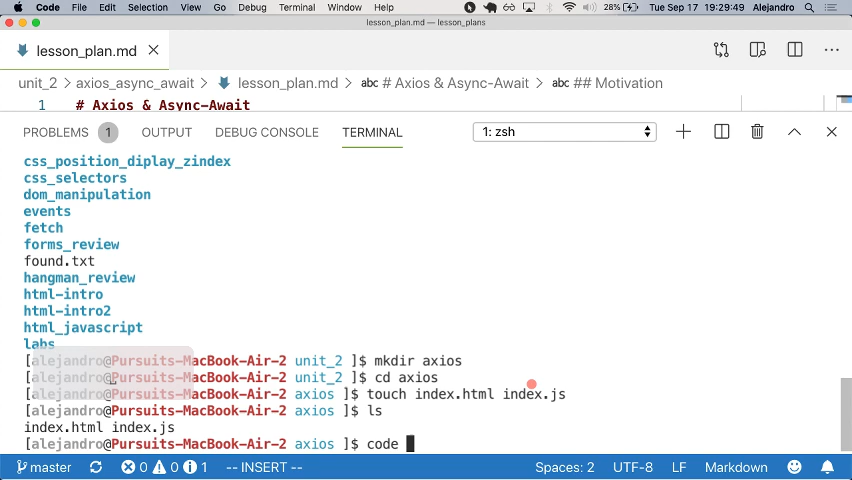 Code File Edit Selection View Go Debug Terminal Window Help 28% Tue Sep 17 19:29:49 Alejandro
lesson_plan.md — lesson_plans
lesson_plan.md
unit_2 > axios_async_await > lesson_plan.md > abc # Axios & Async-Await > abc ## Motivation
1 # Axios & Async-Await
PROBLEMS 1 OUTPUT DEBUG CONSOLE TERMINAL 1: zsh
css_position_diplay_zindex
css_selectors
dom_manipulation
events
fetch
forms_review
found.txt
hangman_review
html-intro
html-intro2
html_javascript
labs
[alejandro@Pursuits-MacBook-Air-2 unit_2 ]$ mkdir axios
[alejandro@Pursuits-MacBook-Air-2 unit_2 ]$ cd axios
[alejandro@Pursuits-MacBook-Air-2 axios ]$ touch index.html index.js
[alejandro@Pursuits-MacBook-Air-2 axios ]$ ls
index.html index.js
[alejandro@Pursuits-MacBook-Air-2 axios ]$ code
master 0 0 1 -- INSERT -- Spaces: 2 UTF-8 LF Markdown